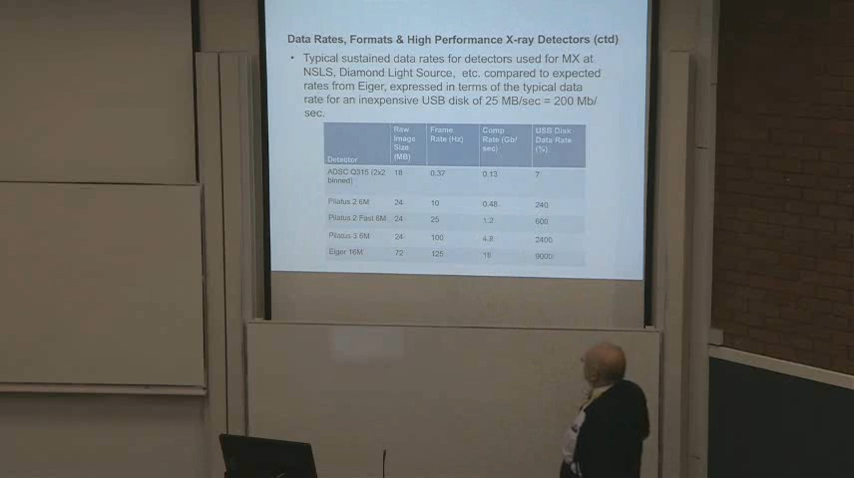 Data Rates, Formats & High Performance X-ray Detectors (ctd)
• Typical sustained data rates for detectors used for MX at
NSLS, Diamond Light Source, etc. compared to expected
rates from Eiger, expressed in terms of the typical data
rate for an inexpensive USB disk of 25 MB/sec = 200 Mb/
sec.
Detector Raw Image Size (MB) Frame Rate (Hz) Comp Rate (Gb/sec) USB Disk Data Rate (%)
ADSC Q315 (2x2 binned) 18 0.37 0.13 7
Pilatus 2 6M 24 10 0.48 240
Pilatus 2 Fast 6M 24 25 1.2 600
Pilatus 3 6M 24 100 4.8 2400
Eiger 16M 72 125 18 9000